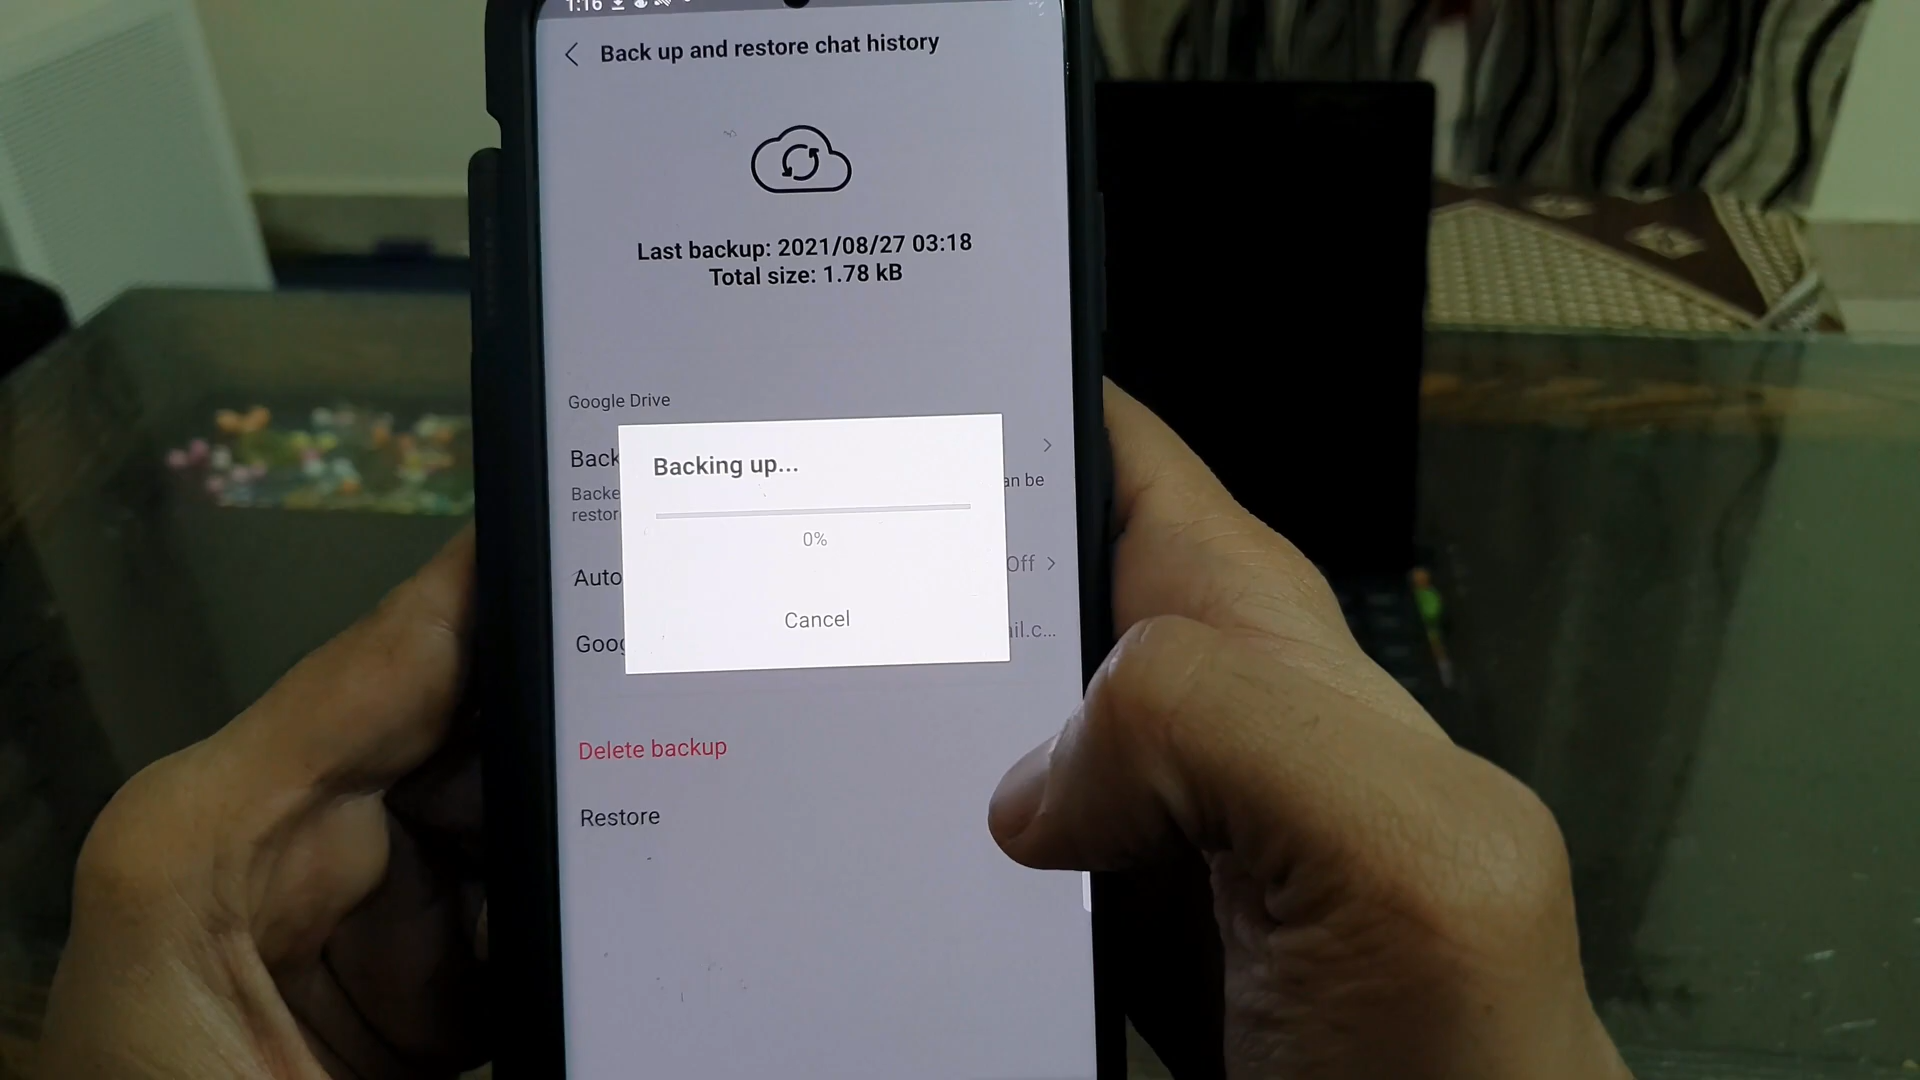 1:16
Back up and restore chat history
Last backup: 2021/08/27 03:18
Total size: 1.78 kB
Google Drive
Back
Backe
an be
restor
Backing up...
0%
Auto
Off
Goog
ail.c...
Cancel
Delete backup
Restore